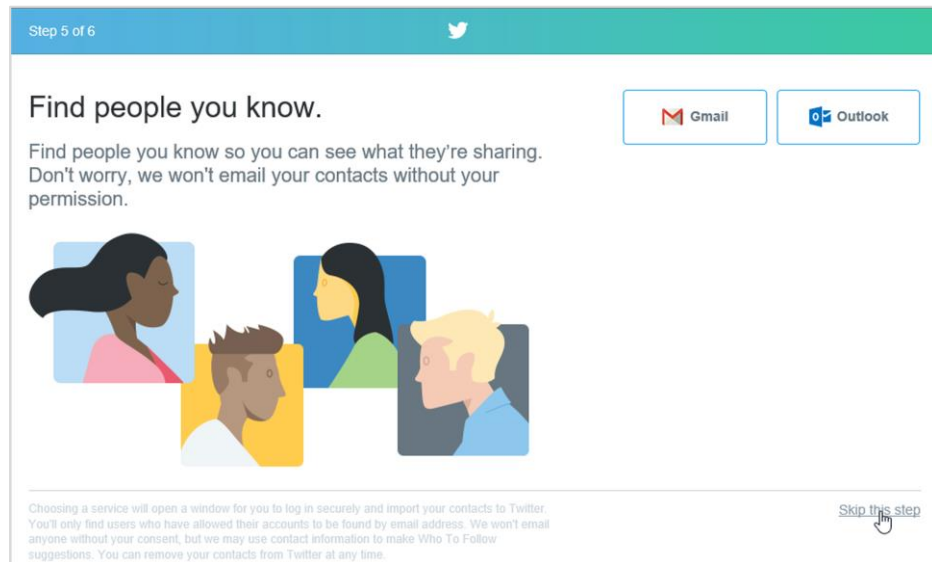 Step 5 of 6
Find people you know.
Find people you know so you can see what they're sharing.
Don't worry, we won't email your contacts without your
permission.
Gmail
Outlook
Choosing a service will open a window for you to log in securely and import your contacts to Twitter.
You'll only find users who have allowed their accounts to be found by email address. We won't email
anyone without your consent, but we may use contact information to make Who To Follow
suggestions. You can remove your contacts from Twitter at any time.
Skip this step